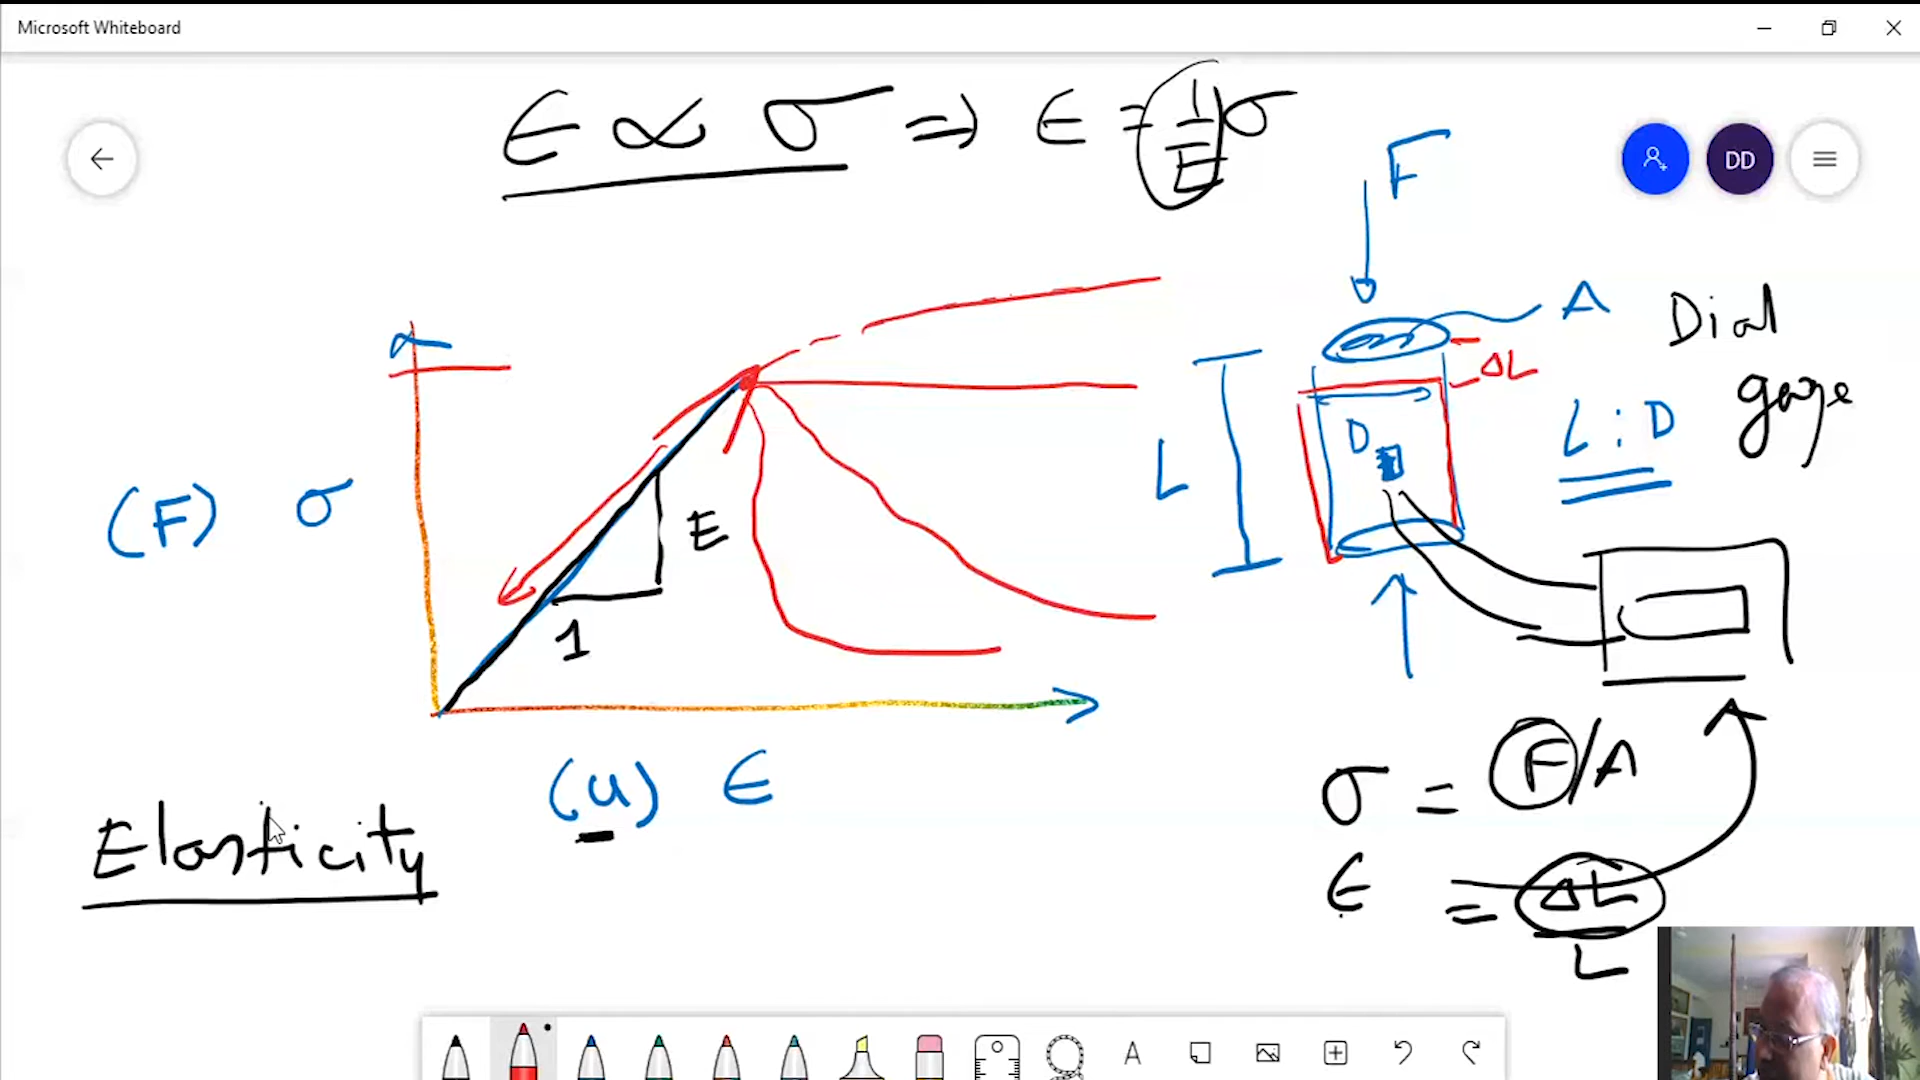 Microsoft Whiteboard
ϵ ∝ σ ⇒ ϵ = 1/E σ
DD
F
A
Dial
gage
ΔL
L : D
D
L
(F) σ
E
1
(u) ϵ
σ = F/A
ϵ = ΔL/L
Elasticity
A